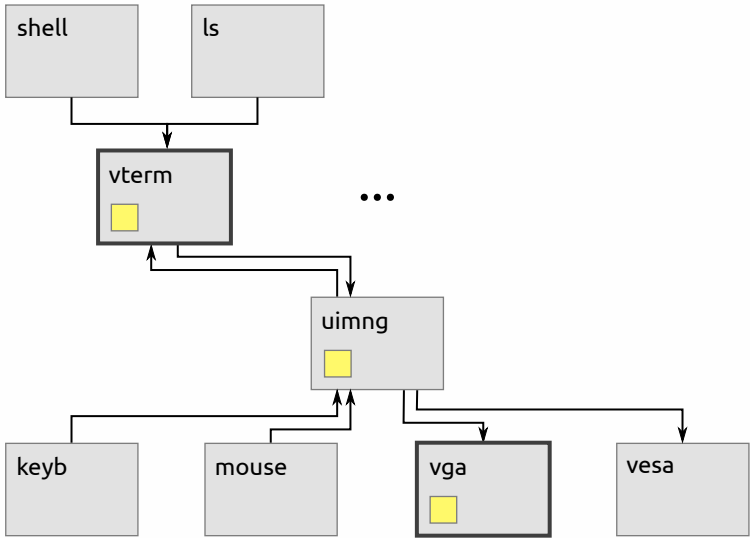 shell
ls
vterm
...
uimng
keyb
mouse
vga
vesa